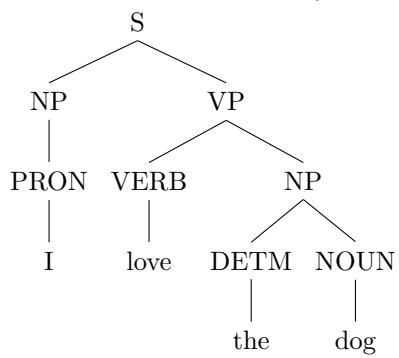 S
NP VP
PRON VERB NP
I love DETM NOUN
the dog